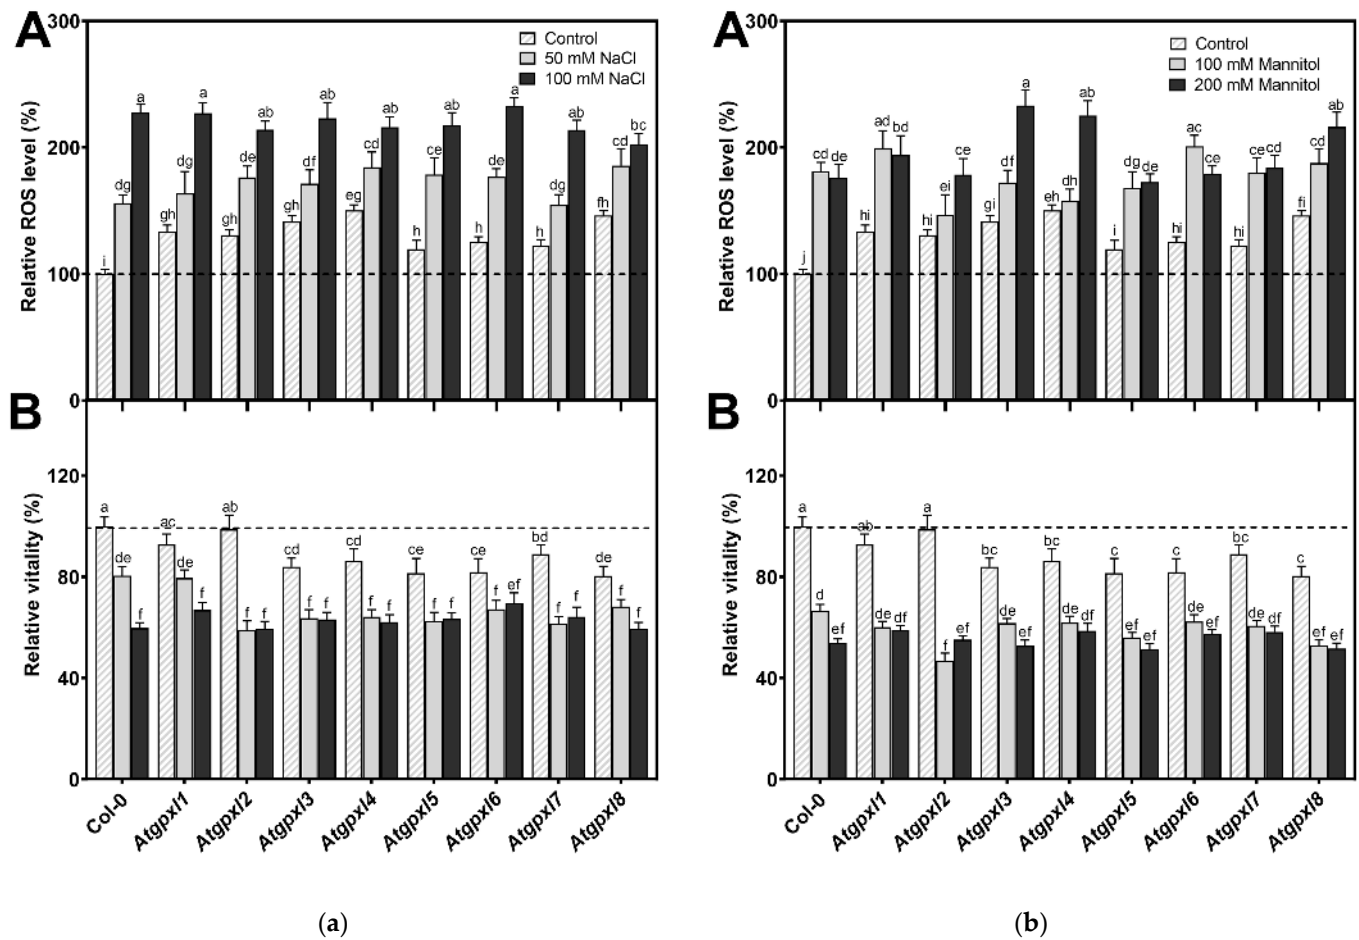 A
300
200
100
0
Relative ROS level (%)
Control
50 mM NaCl
100 mM NaCl
i dg a
gh dg a
gh de ab
gh df ab
eg cd ab
h ce ab
h de a
h dg ab
fh cd bc
B
120
80
40
0
Relative vitality (%)
a de f
ac de f
ab f f
cd f f
cd f f
ce f f
ce f ef
bd f f
de f f
Col-0
Atgpxl1
Atgpxl2
Atgpxl3
Atgpxl4
Atgpxl5
Atgpxl6
Atgpxl7
Atgpxl8
(a)
A
300
200
100
0
Relative ROS level (%)
Control
100 mM Mannitol
200 mM Mannitol
j cd de
hi ad bd
hi ei ce
gi df a
eh dh ab
i dg de
hi ac ce
hi ce cd
fi cd ab
B
120
80
40
0
Relative vitality (%)
a d ef
ab de df
a f ef
bc de ef
bc de df
c ef ef
c de ef
bc de df
c ef ef
Col-0
Atgpxl1
Atgpxl2
Atgpxl3
Atgpxl4
Atgpxl5
Atgpxl6
Atgpxl7
Atgpxl8
(b)